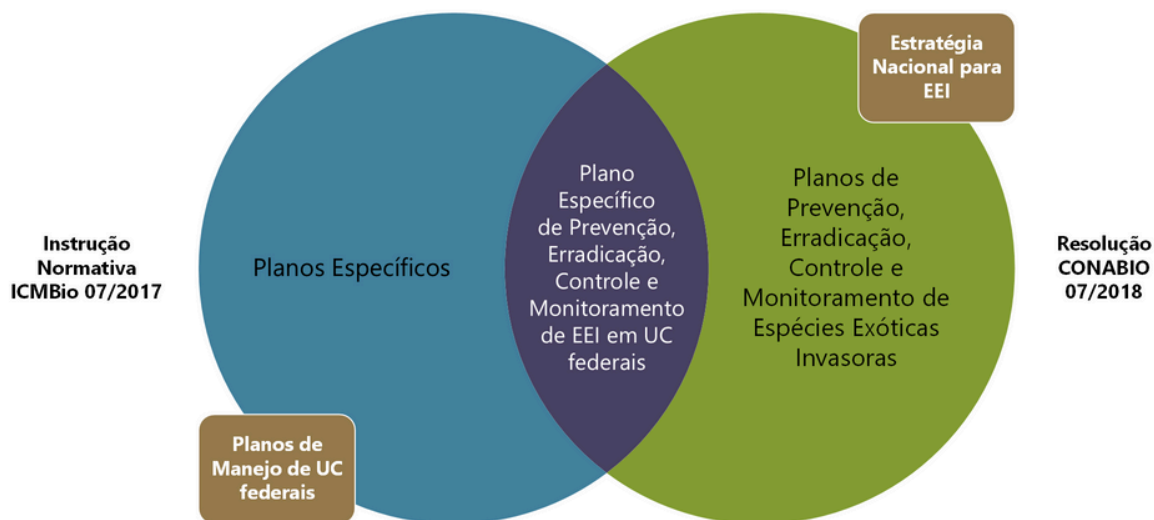 Instrução
Normativa
ICMBio 07/2017
Planos Específicos
Planos de
Manejo de UC
federais
Plano
Específico
de Prevenção,
Erradicação,
Controle e
Monitoramento
de EEI em UC
federais
Estratégia
Nacional para
EEI
Planos de
Prevenção,
Erradicação,
Controle e
Monitoramento de
Espécies Exóticas
Invasoras
Resolução
CONABIO
07/2018